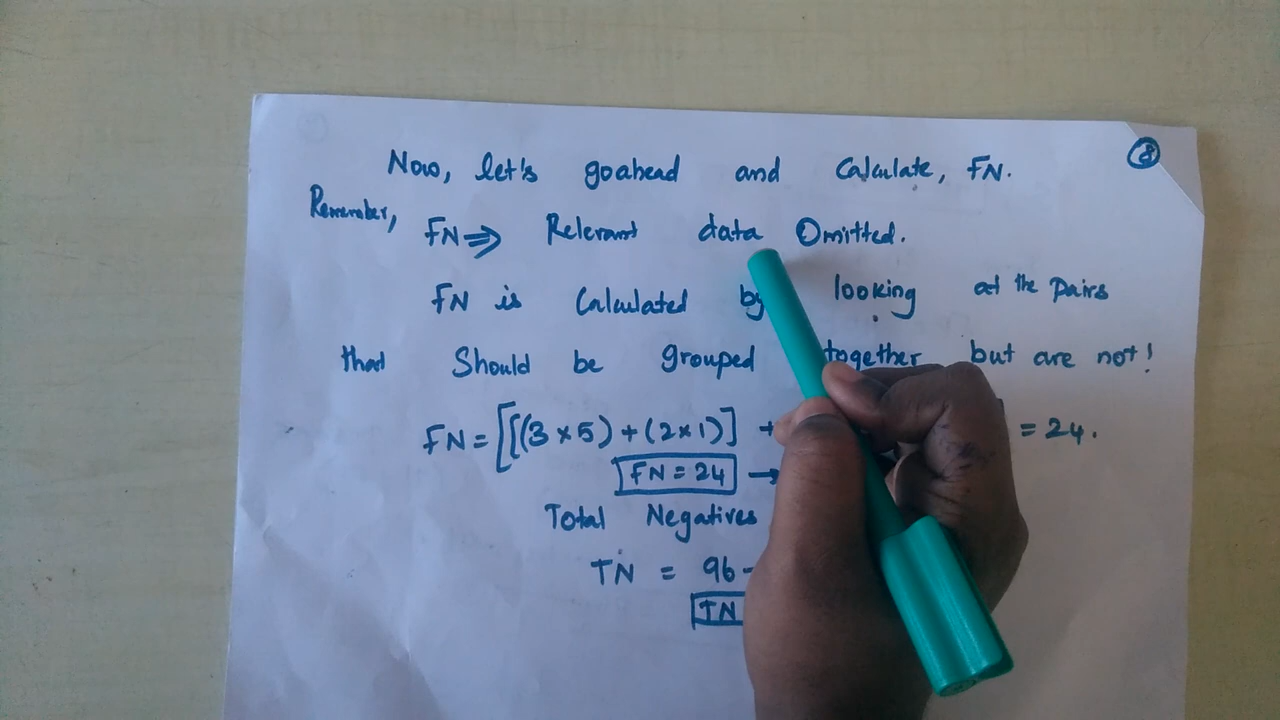 8
Now, let's goahead and Calculate, FN.
Remember,
FN ⇒ Relevant data Omitted.
FN is Calculated by looking at the pairs
that Should be grouped together but are not!
FN = [[(3×5)+(2×1)] + = 24.
FN = 24 →
Total Negatives
TN = 96-
TN